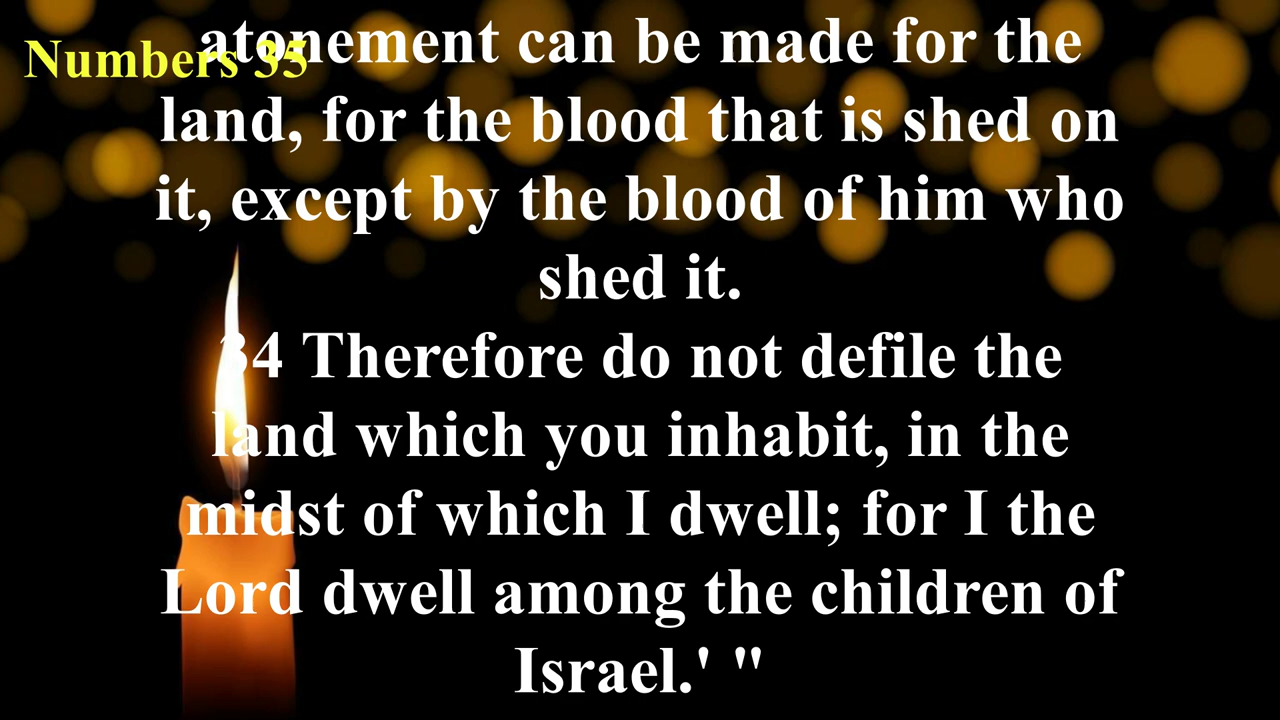 Numbers 35
atonement can be made for the
land, for the blood that is shed on
it, except by the blood of him who
shed it.
34 Therefore do not defile the
land which you inhabit, in the
midst of which I dwell; for I the
Lord dwell among the children of
Israel.' "